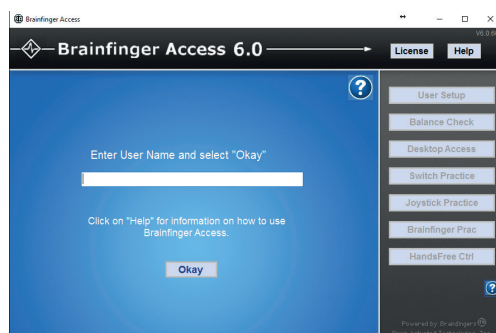 Brainfinger Access
V6.0.6
Brainfinger Access 6.0
License
Help
Enter User Name and select "Okay"
Click on "Help" for information on how to use
Brainfinger Access.
Okay
User Setup
Balance Check
Desktop Access
Switch Practice
Joystick Practice
Brainfinger Prac
HandsFree Ctrl
Powered by Brainfingers